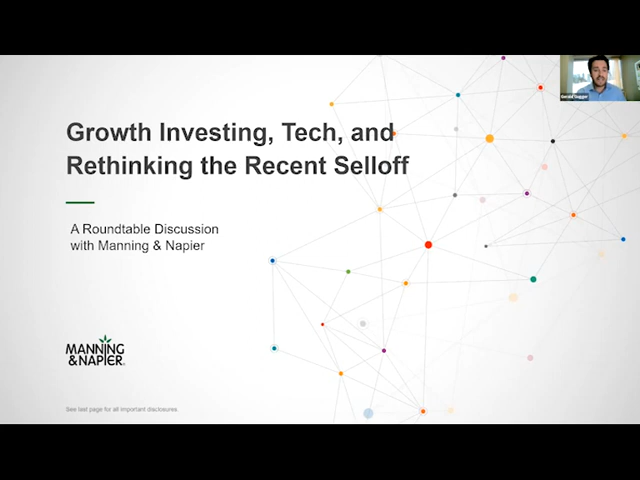 Growth Investing, Tech, and
Rethinking the Recent Selloff
A Roundtable Discussion
with Manning & Napier
MANNING
&NAPIER
See last page for all important disclosures.